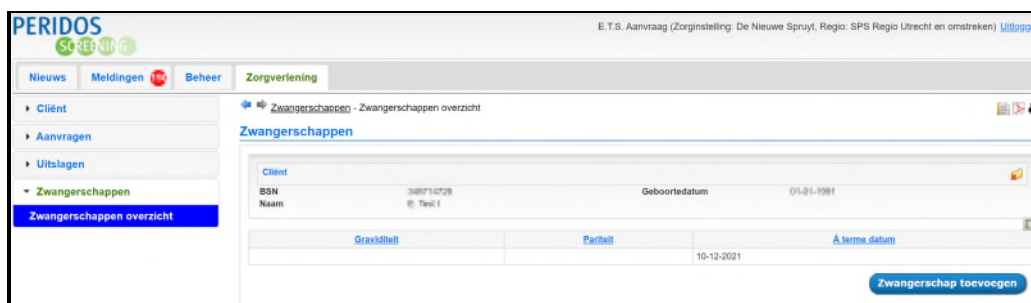 PERIDOS
SCREENING
E.T.S. Aanvraag (Zorginstelling: De Nieuwe Spruyt, Regio: SPS Regio Utrecht en omstreken) Uitlogg
Nieuws Meldingen Beheer Zorgverlening
Cliënt
Zwangerschappen - Zwangerschappen overzicht
Aanvragen
Zwangerschappen
Uitslagen
Cliënt
Zwangerschappen
BSN Geboortedatum
Naam
Zwangerschappen overzicht
Graviditeit Pariteit À terme datum
10-12-2021
Zwangerschap toevoegen